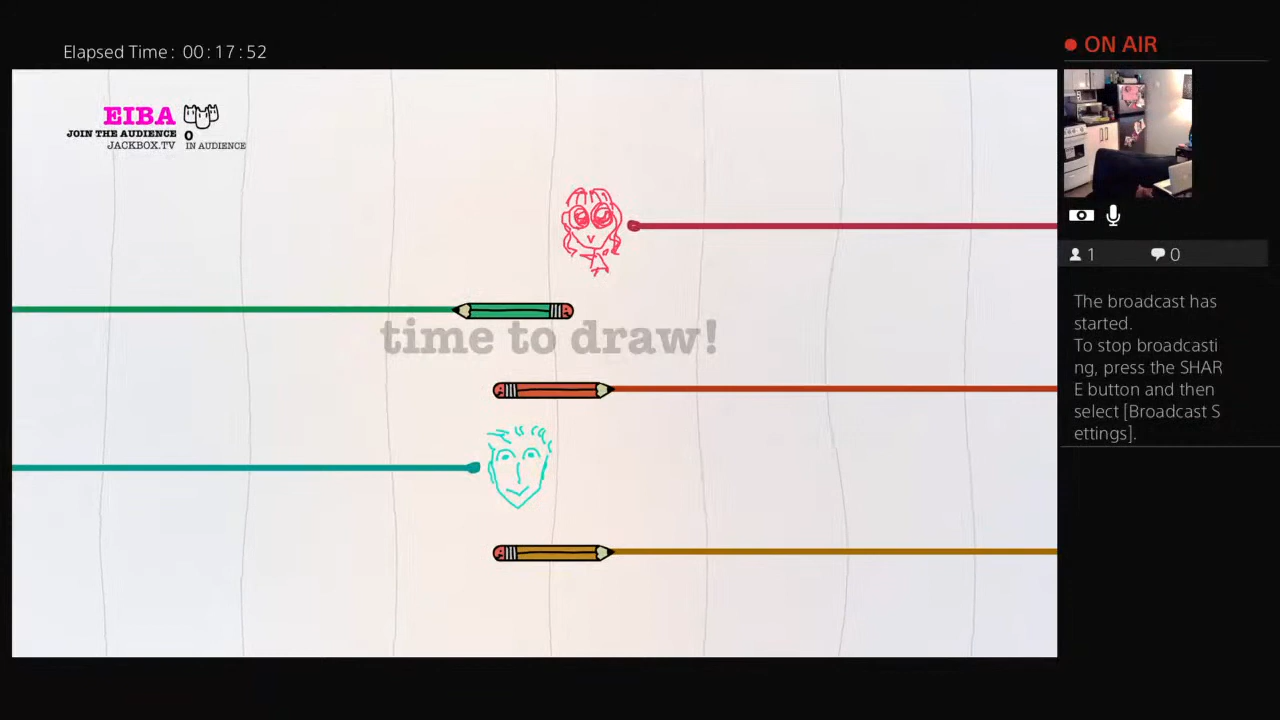 Elapsed Time: 00:17:52
ON AIR
EIBA
JOIN THE AUDIENCE 0
JACKBOX.TV IN AUDIENCE
1 0
time to draw!
The broadcast has
started.
To stop broadcasti
ng, press the SHAR
E button and then
select [Broadcast S
ettings].